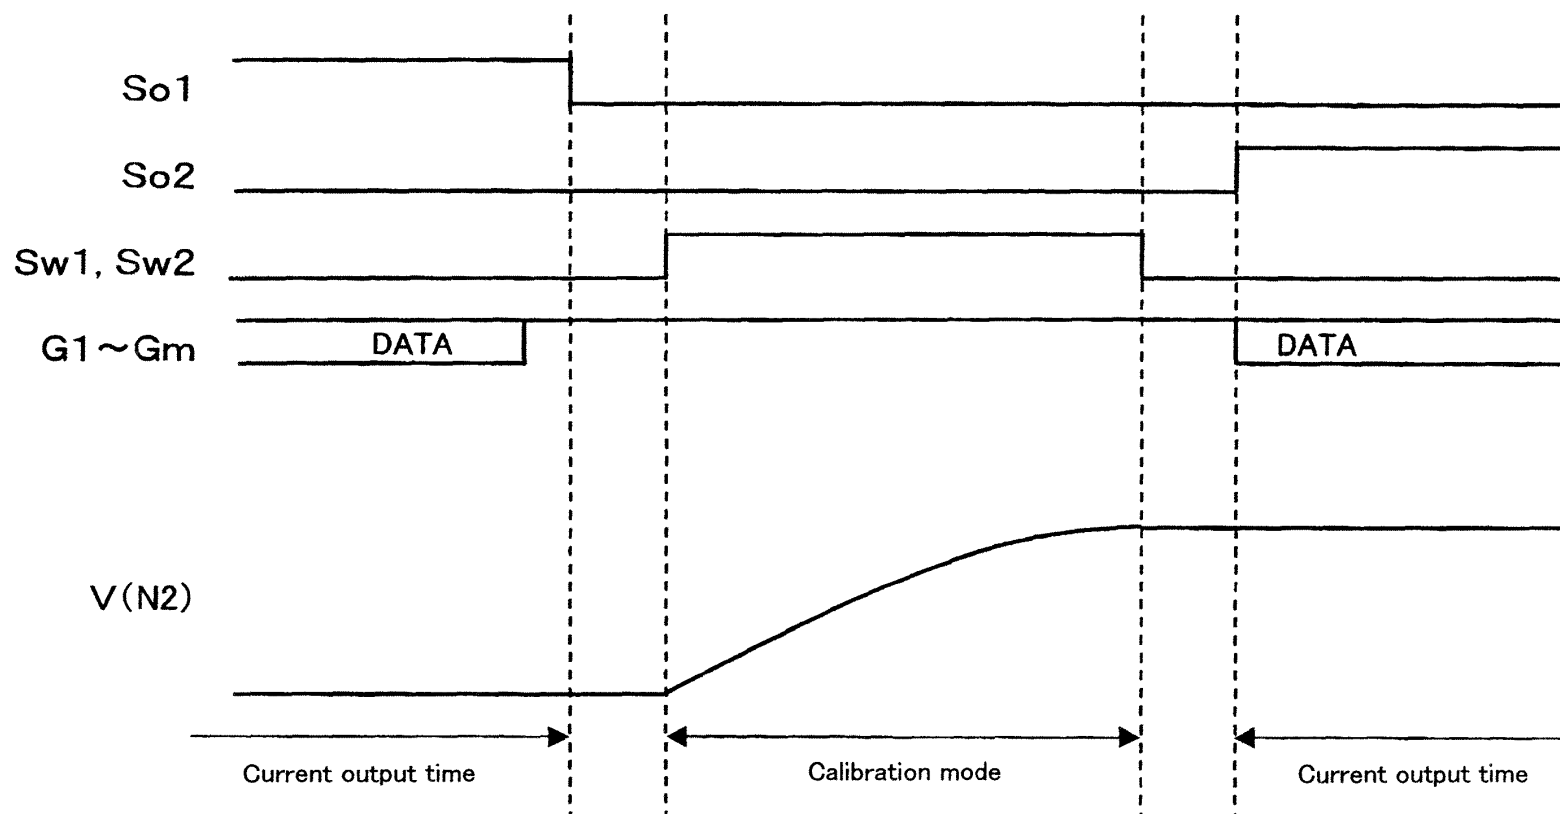 So1
So2
Sw1, Sw2
G1～Gm
DATA
DATA
V(N2)
Current output time
Calibration mode
Current output time